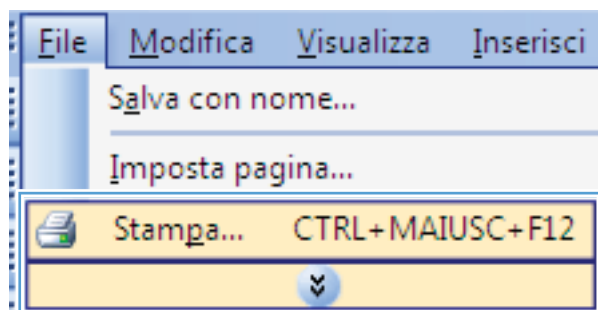 File Modifica Visualizza Inserisci
Salva con nome...
Imposta pagina...
Stampa... CTRL+MAIUSC+F12